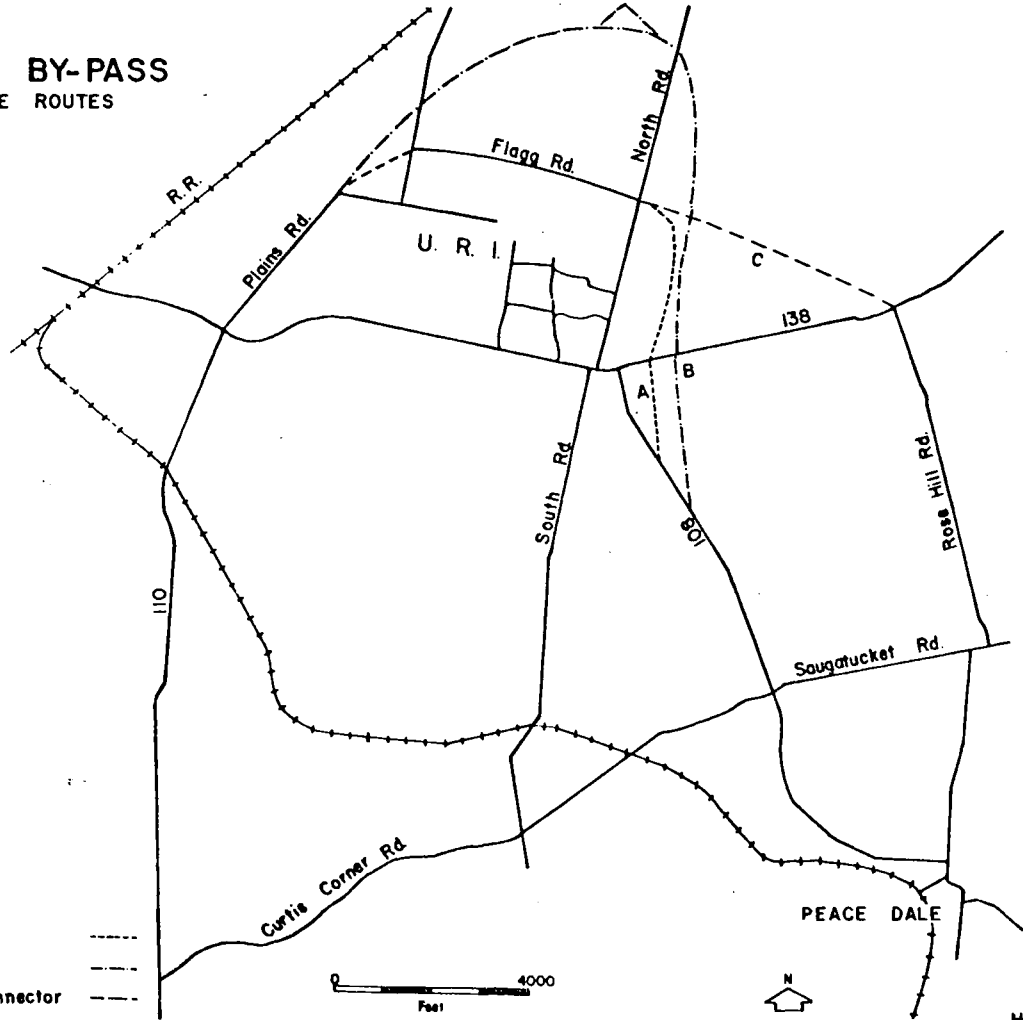 BY-PASS
E ROUTES
R.R.
Plains Rd.
Flagg Rd.
North Rd.
U. R. I.
C
138
A
B
South Rd.
108
Rose Hill Rd.
110
Saugatucket Rd.
Curtis Corner Rd.
PEACE DALE
0 4000
Feet
N
nnector
H